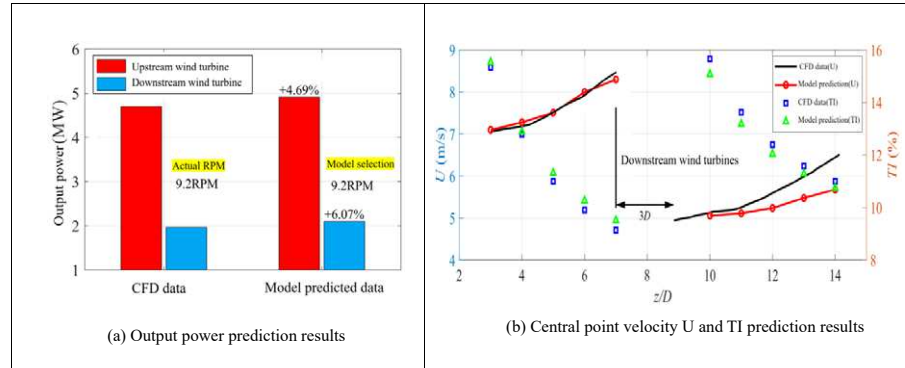 6
5
4
3
2
1
Output power(MW)
Upstream wind turbine
Downstream wind turbine
+4.69%
Actual RPM
9.2RPM
Model selection
9.2RPM
+6.07%
CFD data
Model predicted data
(a) Output power prediction results
9
8
7
6
5
4
U (m/s)
16
14
12
10
8
TI (%)
CFD data(U)
Model prediction(U)
CFD data(TI)
Model prediction(TI)
Downstream wind turbines
3D
2 4 6 8 10 12 14
z/D
(b) Central point velocity U and TI prediction results